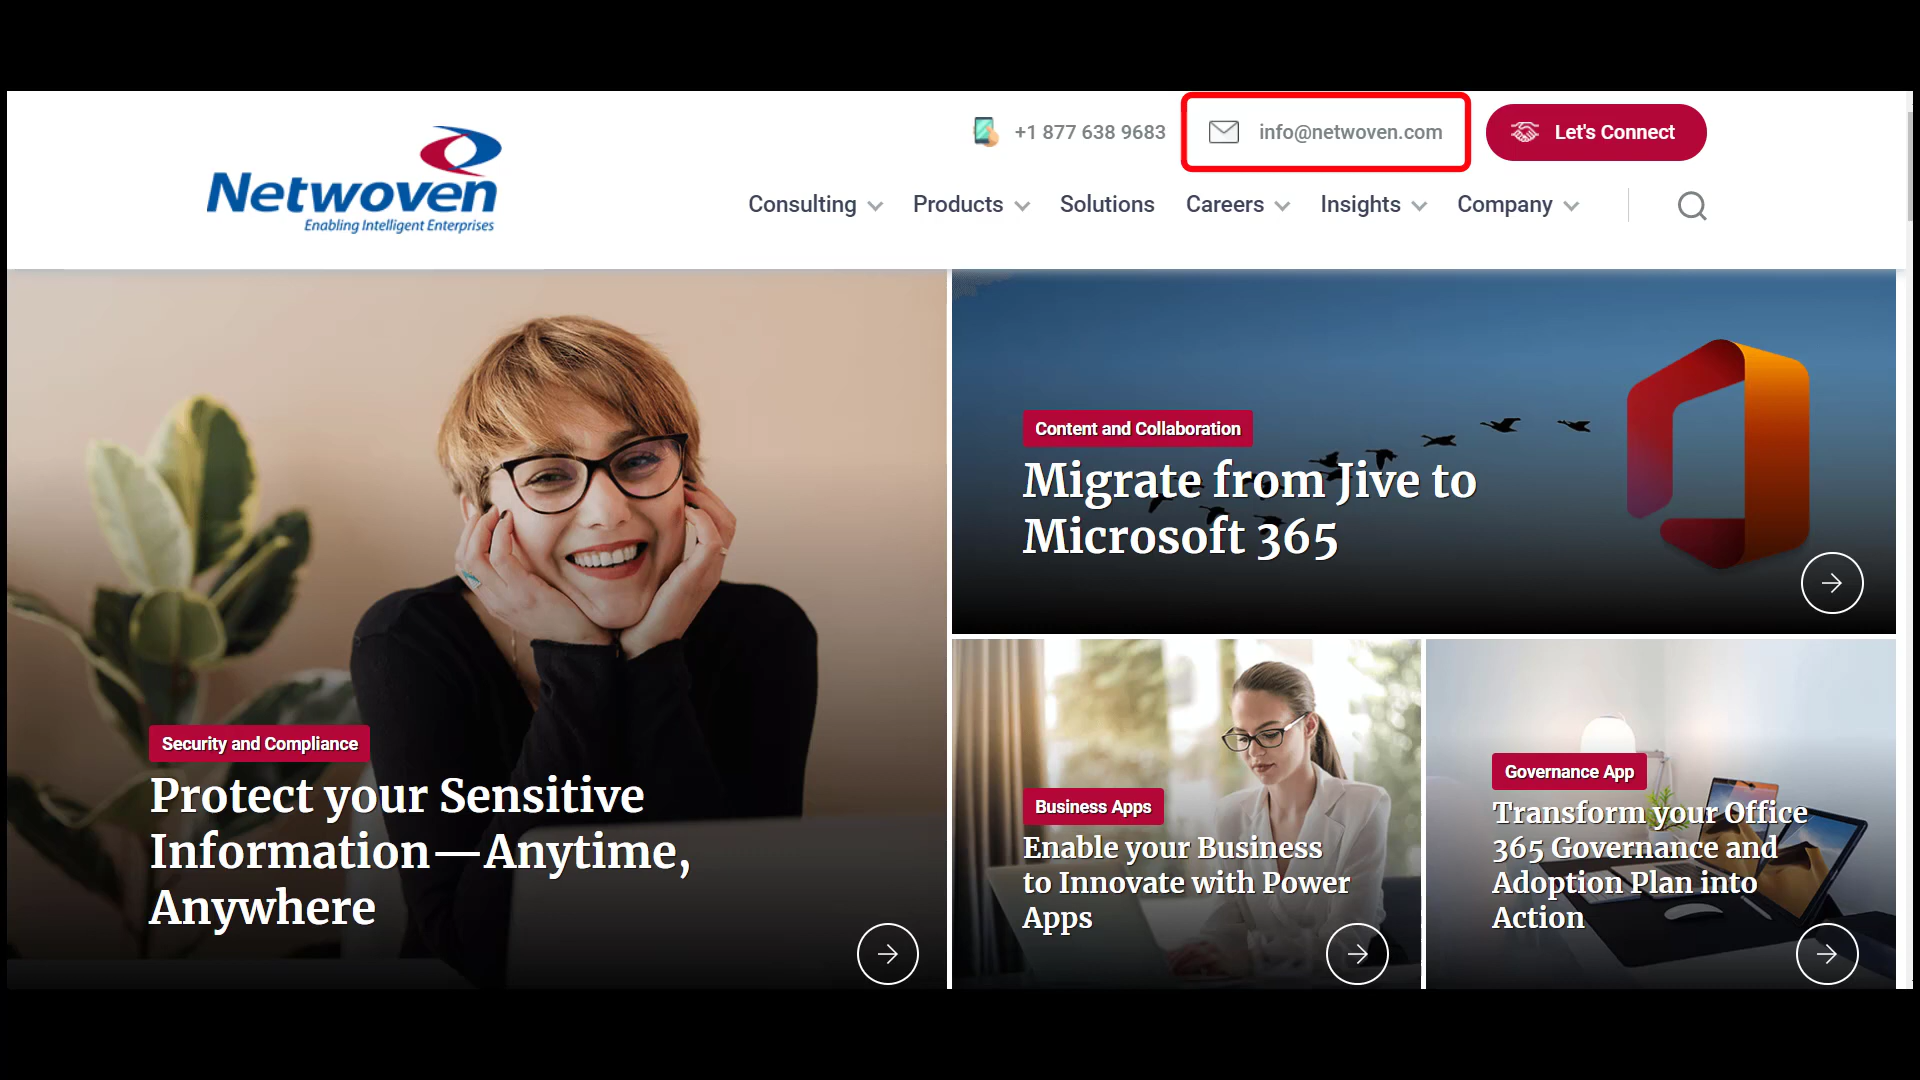 +1 877 638 9683 info@netwoven.com Let's Connect
Netwoven
Enabling Intelligent Enterprises
Consulting Products Solutions Careers Insights Company
Security and Compliance
Protect your Sensitive
Information—Anytime,
Anywhere
Content and Collaboration
Migrate from Jive to
Microsoft 365
Business Apps
Enable your Business
to Innovate with Power
Apps
Governance App
Transform your Office
365 Governance and
Adoption Plan into
Action